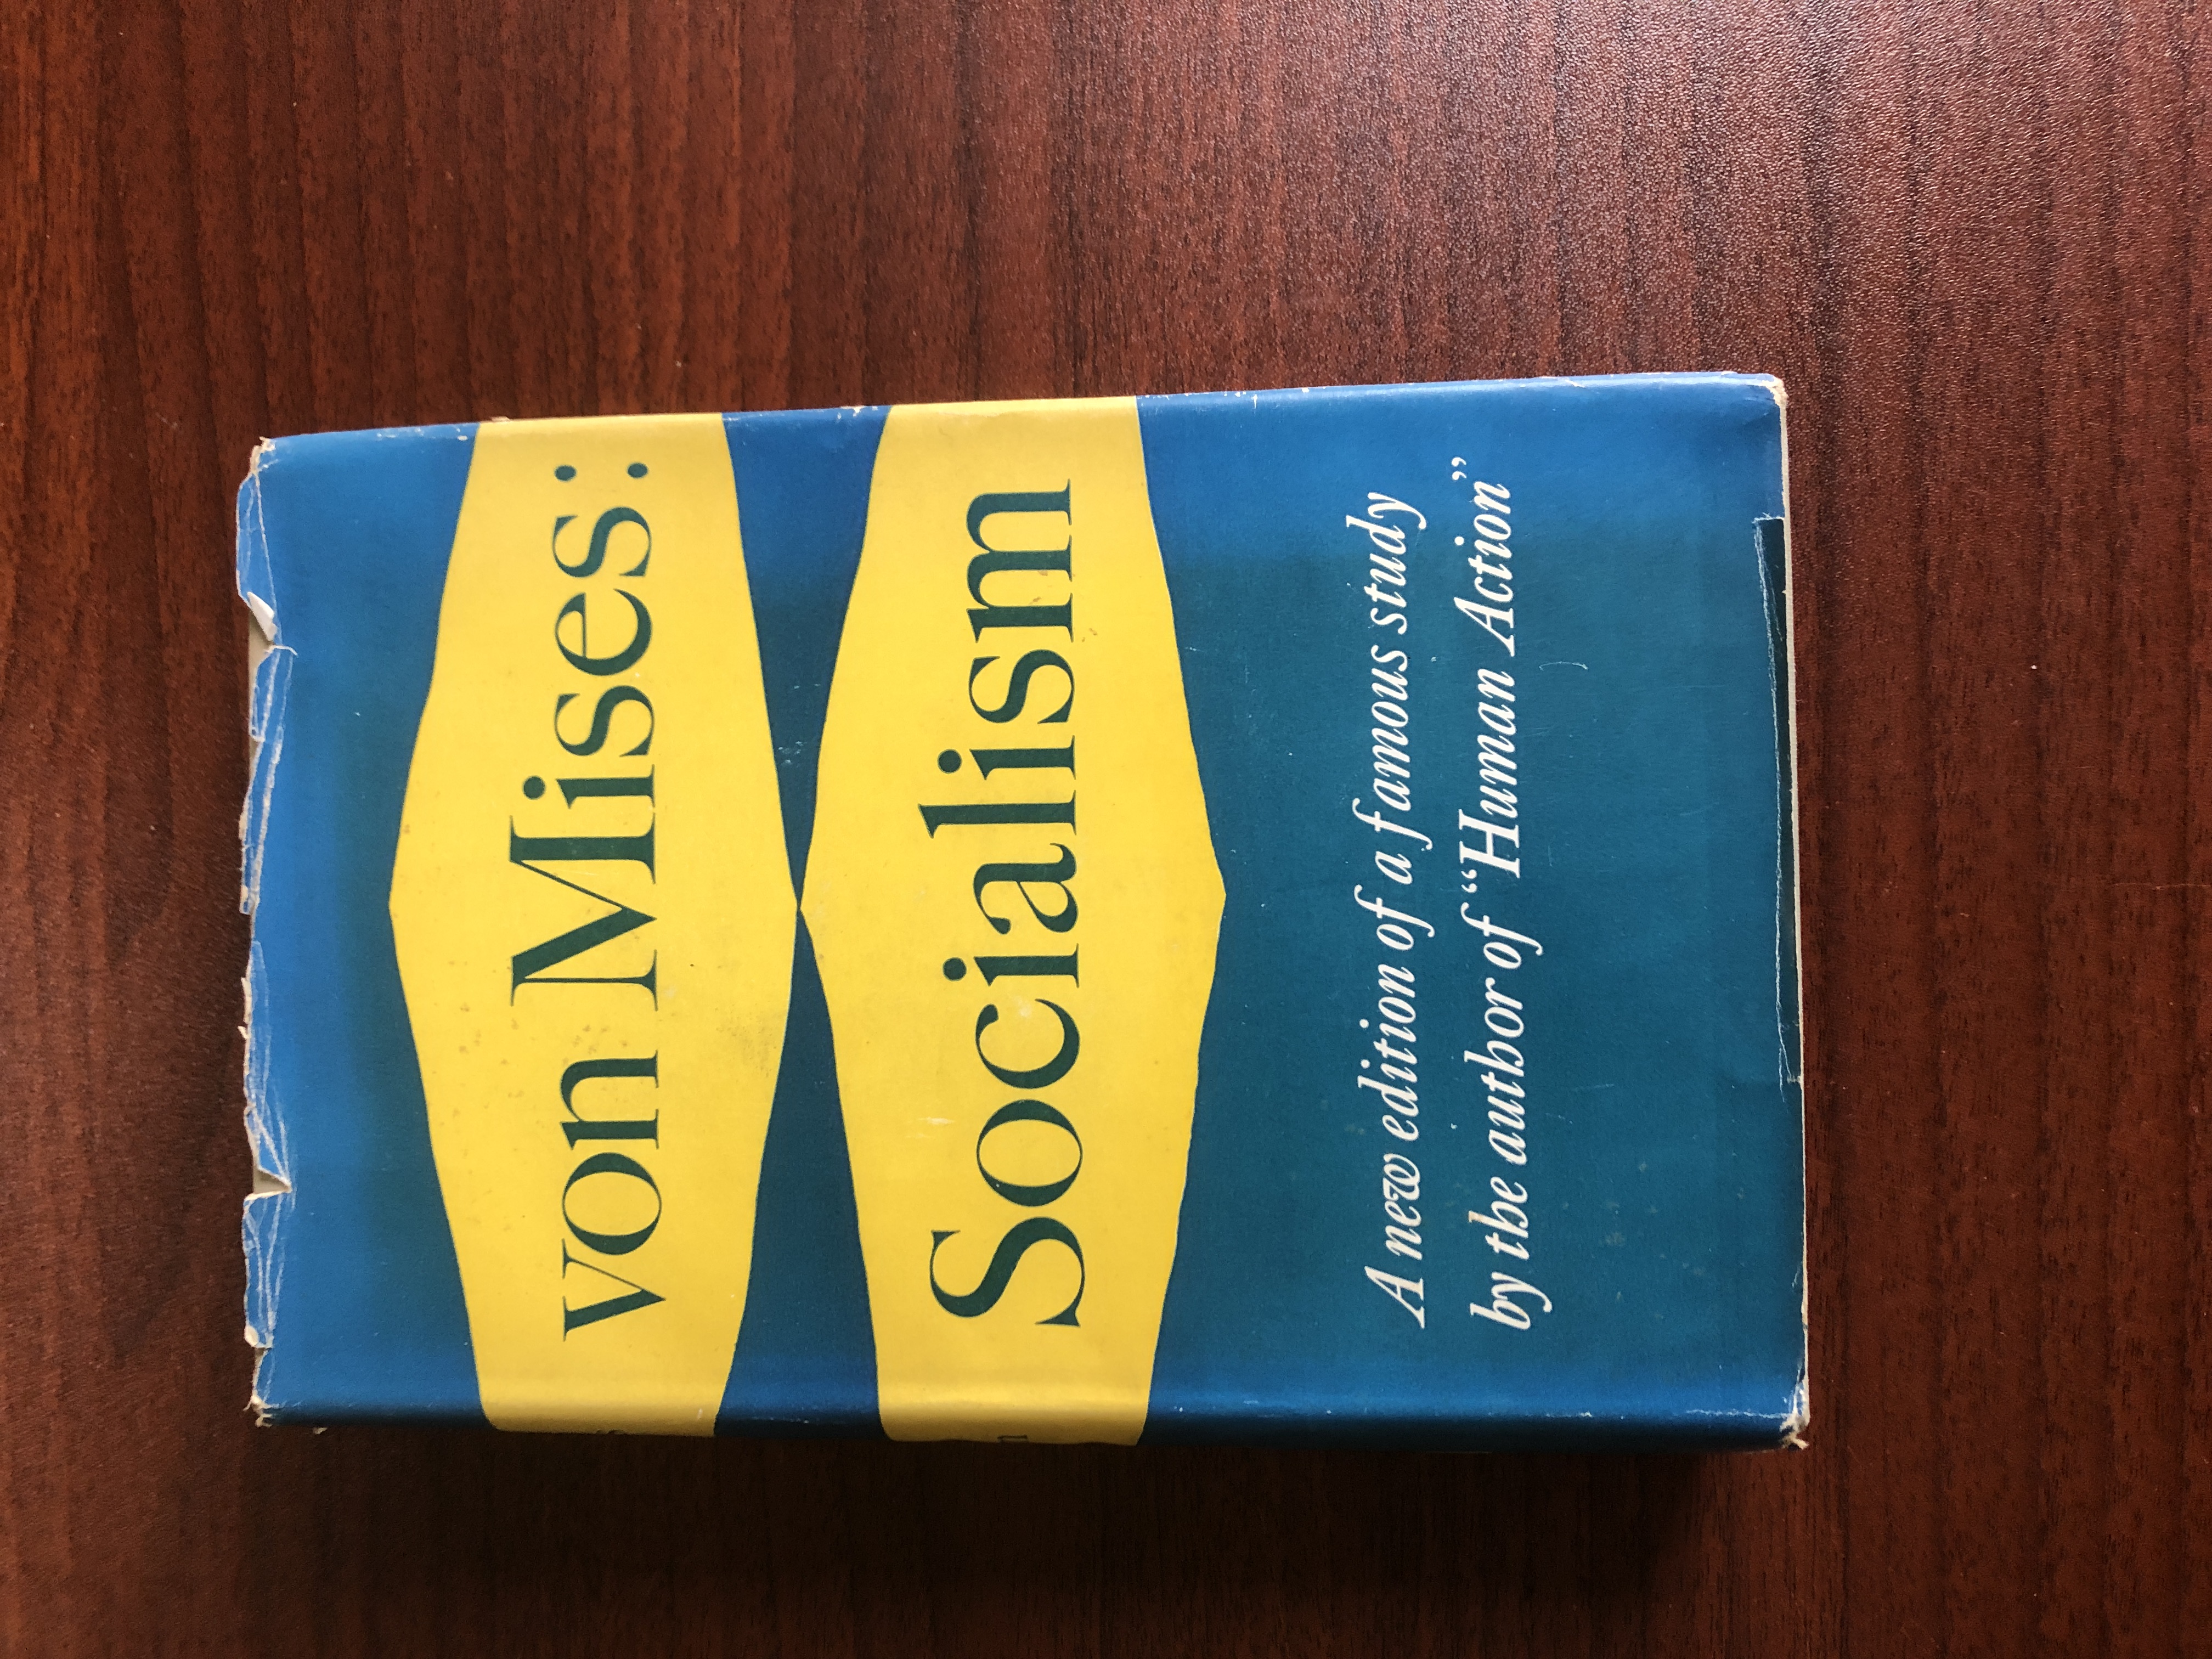 von Mises:
Socialism
A new edition of a famous study
by the author of “Human Action”